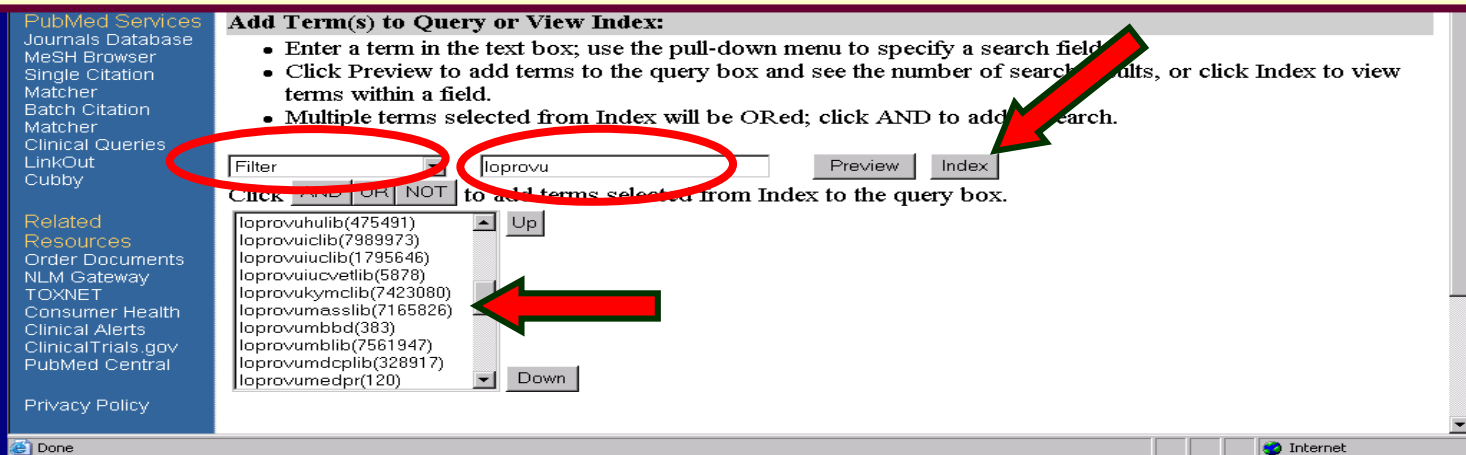 PubMed Services
Journals Database
MeSH Browser
Single Citation
Matcher
Batch Citation
Matcher
Clinical Queries
LinkOut
Cubby
Related
Resources
Order Documents
NLM Gateway
TOXNET
Consumer Health
Clinical Alerts
ClinicalTrials.gov
PubMed Central
Privacy Policy
Add Term(s) to Query or View Index:
• Enter a term in the text box; use the pull-down menu to specify a search field
• Click Preview to add terms to the query box and see the number of search results, or click Index to view
terms within a field.
• Multiple terms selected from Index will be ORed; click AND to add search.
Filter loprovu Preview Index
Click AND OR NOT to add terms selected from Index to the query box.
loprovuhulib(475491) Up
loprovuiclib(7989973)
loprovuiuclib(1795646)
loprovuiucvetlib(5878)
loprovukymclib(7423080)
loprovumasslib(7165826)
loprovumbbd(383)
loprovumblib(7561947)
loprovumdcplib(328917)
loprovumedpr(120) Down
Done Internet